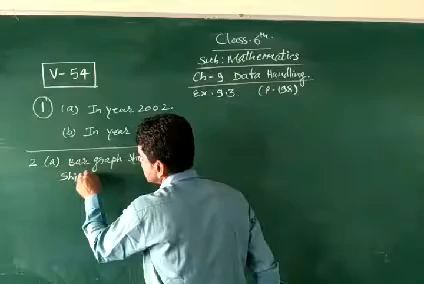 Class. 6th.
Sub: Mathematics
Ch-9 Data Handling.
Ex. 9.3. (P. 198)
V-54
1 (a) In year 2002.
(b) In year
2 (a) Bar graph